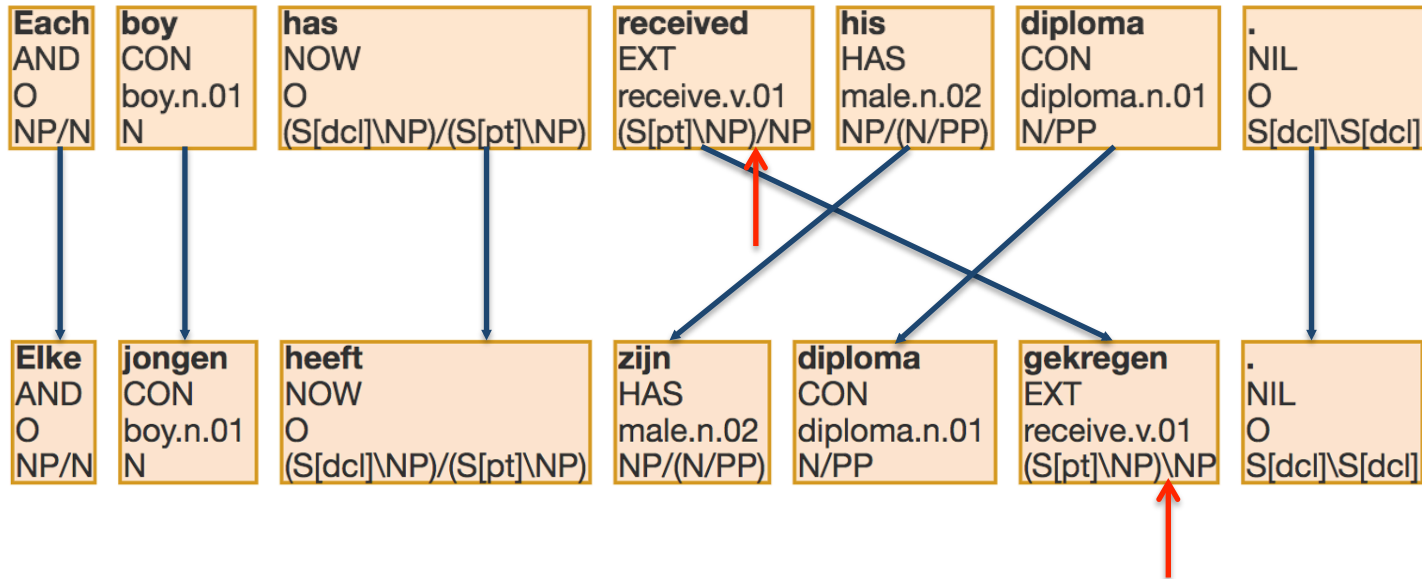 Each
AND
O
NP/N
boy
CON
boy.n.01
N
has
NOW
O
(S[dcl]\NP)/(S[pt]\NP)
received
EXT
receive.v.01
(S[pt]\NP)/NP
his
HAS
male.n.02
NP/(N/PP)
diploma
CON
diploma.n.01
N/PP
.
NIL
O
S[dcl]\S[dcl]
Elke
AND
O
NP/N
jongen
CON
boy.n.01
N
heeft
NOW
O
(S[dcl]\NP)/(S[pt]\NP)
zijn
HAS
male.n.02
NP/(N/PP)
diploma
CON
diploma.n.01
N/PP
gekregen
EXT
receive.v.01
(S[pt]\NP)\NP
.
NIL
O
S[dcl]\S[dcl]